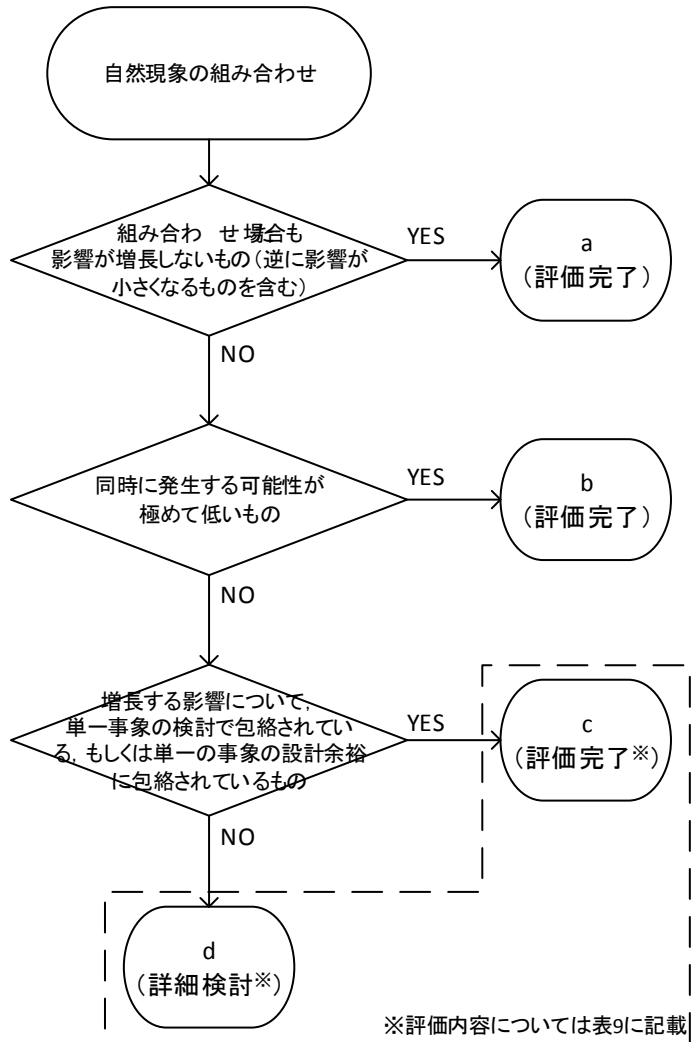 自然現象の組み合わせ
組み合わ せ 場合も
影響が増長しないもの（逆に影響が
小さくなるものを含む）
YES
a
（評価完了）
NO
同時に発生する可能性が
極めて低いもの
YES
b
（評価完了）
NO
増長する影響について，
単一事象の検討で包絡されてい
る，もしくは単一の事象の設計余裕
に包絡されているもの
YES
c
（評価完了※）
NO
d
（詳細検討※）
※評価内容については表9に記載